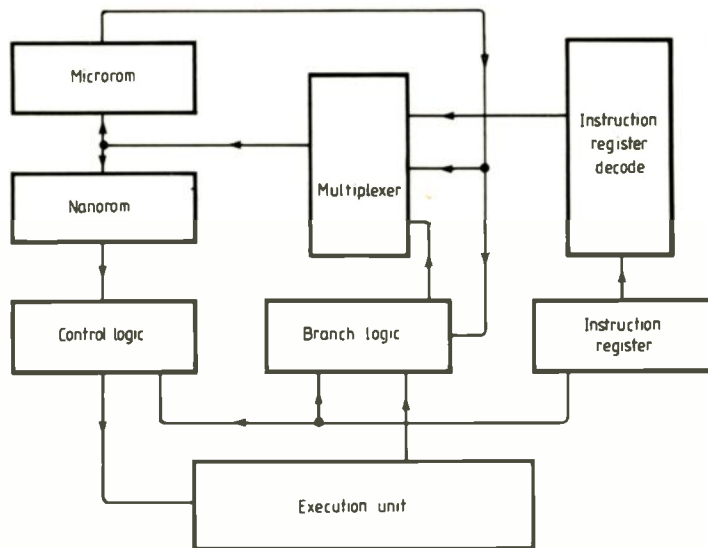 Microrom
Instruction
register
decode
Multiplexer
Nanorom
Control logic
Branch logic
Instruction
register
Execution unit